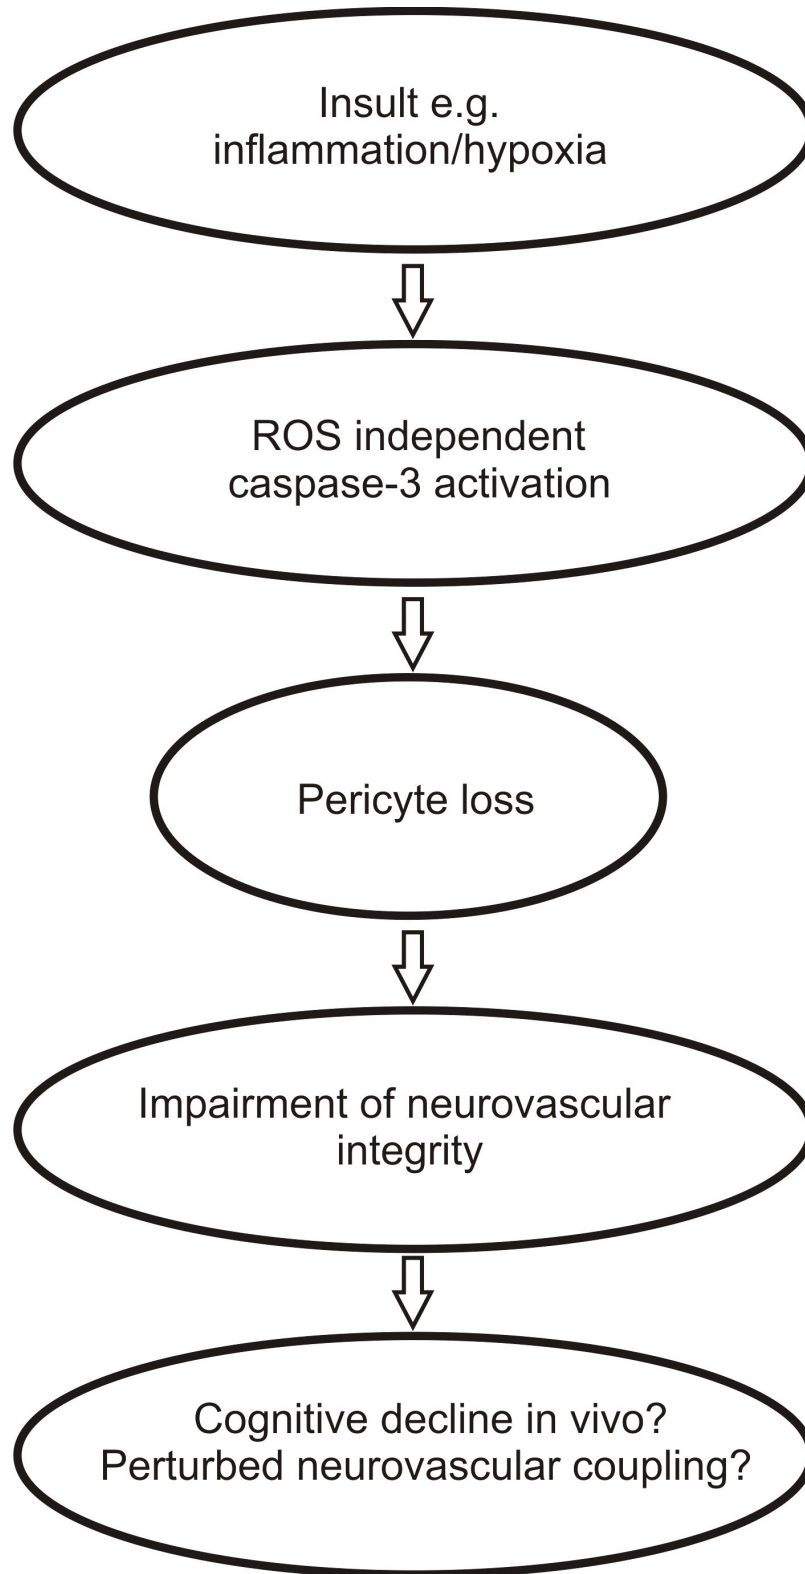 Insult e.g.
inflammation/hypoxia
ROS independent
caspase-3 activation
Pericyte loss
Impairment of neurovascular
integrity
Cognitive decline in vivo?
Perturbed neurovascular coupling?